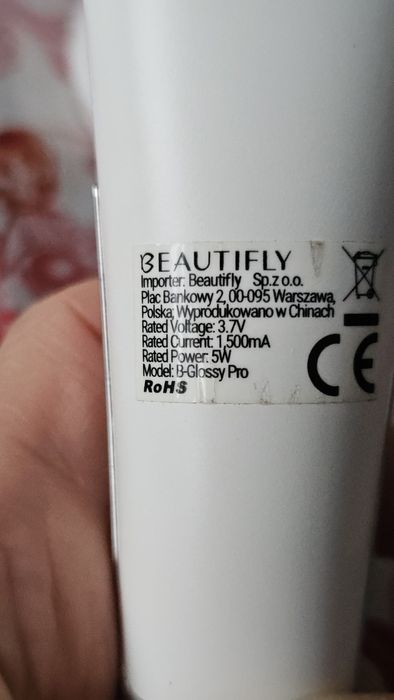 BEAUTIFLY
Importer: Beautifly Sp.z o.o.
Plac Bankowy 2, 00-095 Warszawa,
Polska; Wyprodukowano w Chinach
Rated Voltage: 3.7V
Rated Current: 1,500mA
Rated Power: 5W
Model: B-Glossy Pro
RoHS
CE